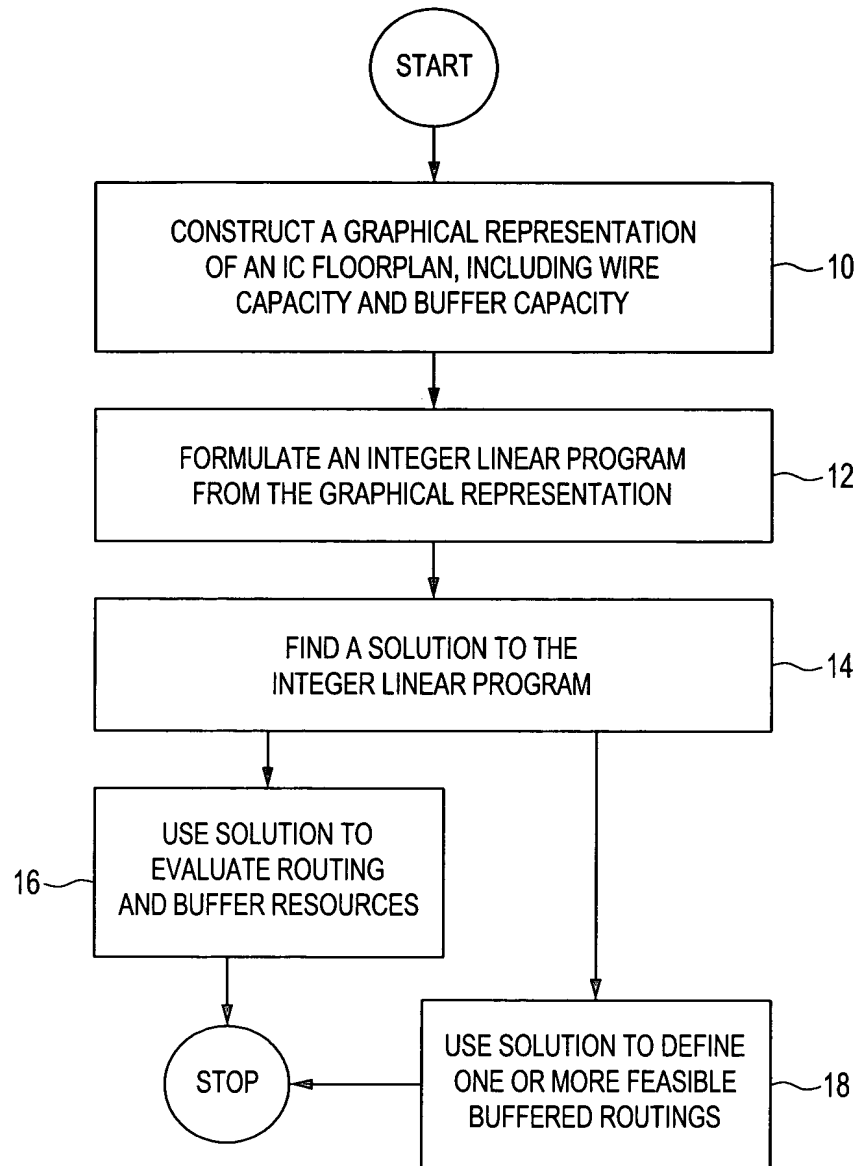 START
CONSTRUCT A GRAPHICAL REPRESENTATION
OF AN IC FLOORPLAN, INCLUDING WIRE
CAPACITY AND BUFFER CAPACITY
10
FORMULATE AN INTEGER LINEAR PROGRAM
FROM THE GRAPHICAL REPRESENTATION
12
FIND A SOLUTION TO THE
INTEGER LINEAR PROGRAM
14
USE SOLUTION TO
EVALUATE ROUTING
AND BUFFER RESOURCES
16
STOP
USE SOLUTION TO DEFINE
ONE OR MORE FEASIBLE
BUFFERED ROUTINGS
18